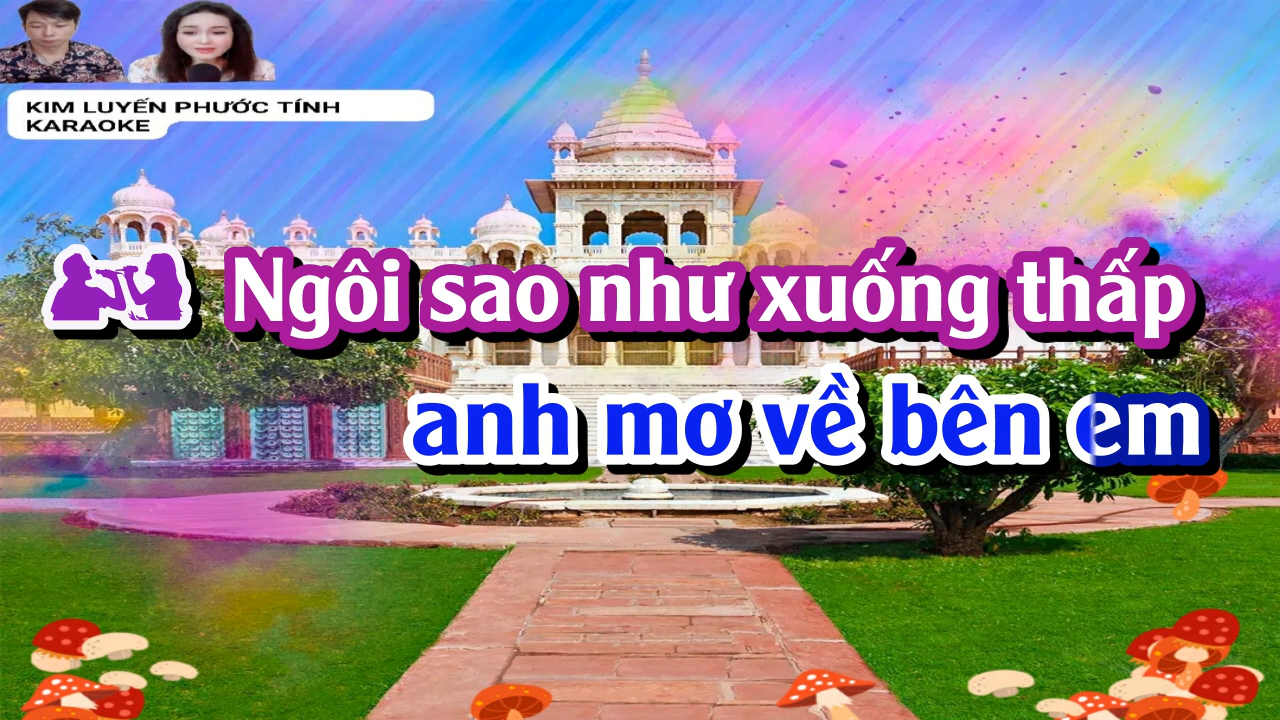 KIM LUYẾN PHƯỚC TÍNH
KARAOKE
Ngôi sao như xuống thấp
anh mơ về bên em